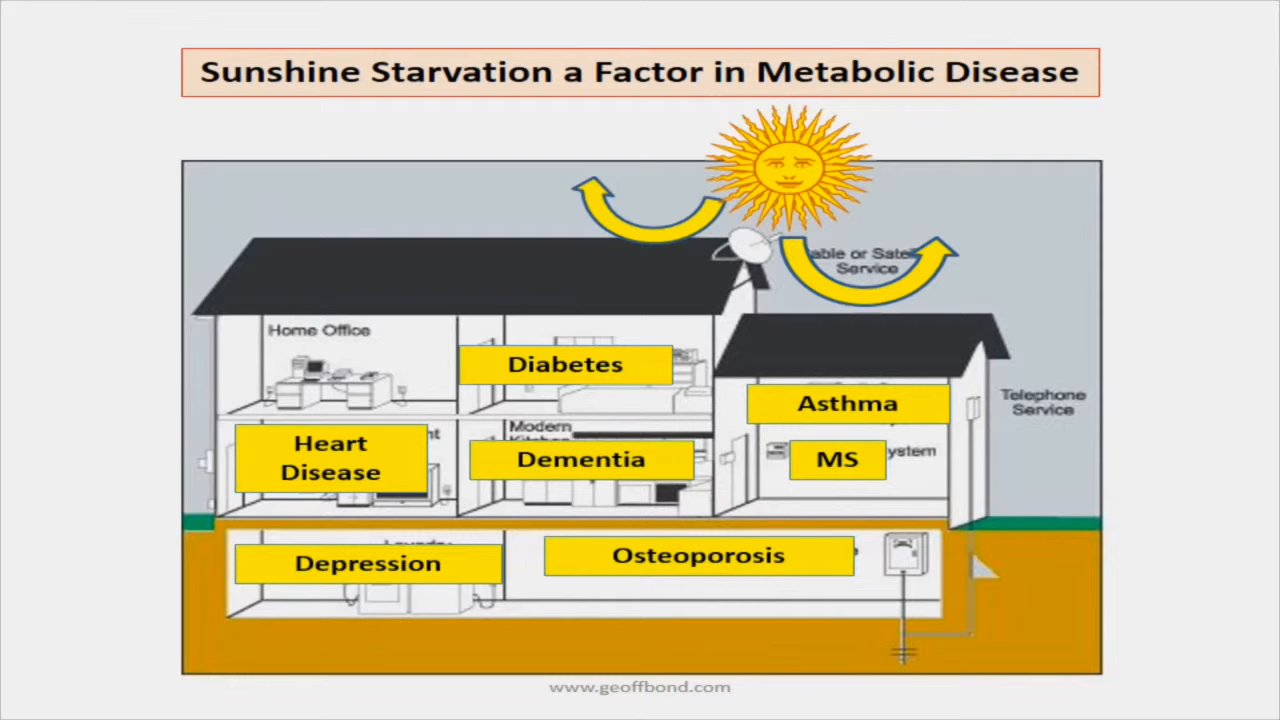 Sunshine Starvation a Factor in Metabolic Disease
Service
Home Office
Diabetes
Asthma
Telephone
Service
Heart
Disease
Modern
Dementia
MS
Depression
Osteoporosis
www.geoffbond.com